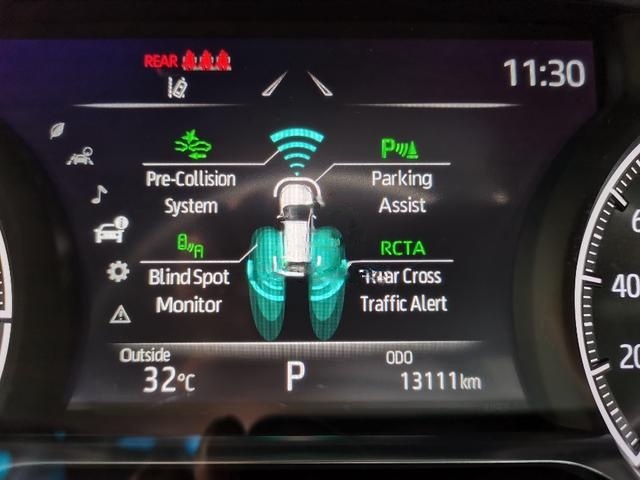 REAR
11:30
Pre-Collision
System
P
Parking
Assist
Blind Spot
Monitor
RCTA
Rear Cross
Traffic Alert
Outside
32°C
P
ODO
13111km
40